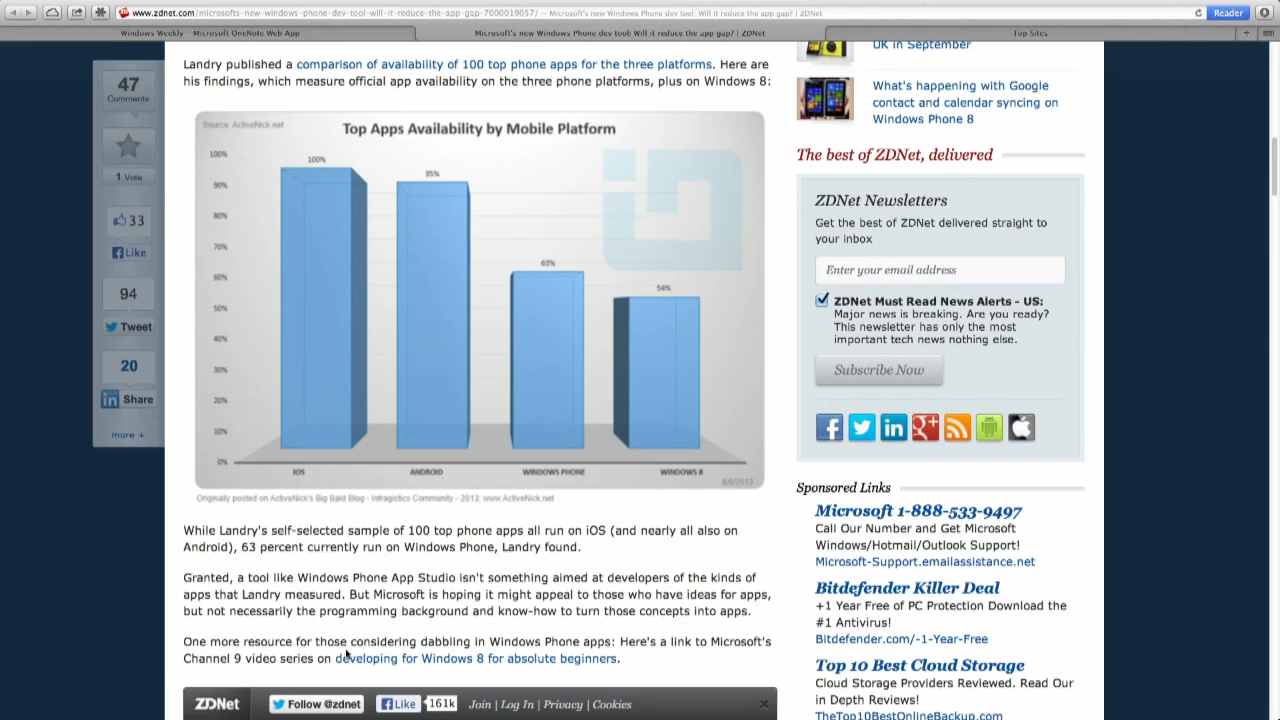 www.zdnet.com/microsofts-new-windows-phone-dev-tool-will-it-reduce-the-app-gap-7000019057/ — Microsoft's new Windows Phone dev tool: Will it reduce the app gap? | ZDNet
Reader
Windows Weekly - Microsoft OneNote Web App
Microsoft's new Windows Phone dev tool: Will it reduce the app gap? | ZDNet
Top Sites
47
Comments
1 Vote
33
Like
94
Tweet
20
in Share
more +
Landry published a comparison of availability of 100 top phone apps for the three platforms. Here are
his findings, which measure official app availability on the three phone platforms, plus on Windows 8:
Source: ActiveNick.net
Top Apps Availability by Mobile Platform
100%
90%
80%
70%
60%
50%
40%
30%
20%
10%
0%
100%
95%
63%
54%
IOS
ANDROID
WINDOWS PHONE
WINDOWS 8
8/6/2013
Originally posted on ActiveNick's Big Bald Blog - Infragistics Community - 2013: www.ActiveNick.net
While Landry's self-selected sample of 100 top phone apps all run on iOS (and nearly all also on
Android), 63 percent currently run on Windows Phone, Landry found.
Granted, a tool like Windows Phone App Studio isn't something aimed at developers of the kinds of
apps that Landry measured. But Microsoft is hoping it might appeal to those who have ideas for apps,
but not necessarily the programming background and know-how to turn those concepts into apps.
One more resource for those considering dabbling in Windows Phone apps: Here's a link to Microsoft's
Channel 9 video series on developing for Windows 8 for absolute beginners.
ZDNet
Follow @zdnet
Like
161k
Join | Log In | Privacy | Cookies
UK in September
What's happening with Google
contact and calendar syncing on
Windows Phone 8
The best of ZDNet, delivered
ZDNet Newsletters
Get the best of ZDNet delivered straight to
your inbox
Enter your email address
ZDNet Must Read News Alerts - US:
Major news is breaking. Are you ready?
This newsletter has only the most
important tech news nothing else.
Subscribe Now
Sponsored Links
Microsoft 1-888-533-9497
Call Our Number and Get Microsoft
Windows/Hotmail/Outlook Support!
Microsoft-Support.emailassistance.net
Bitdefender Killer Deal
+1 Year Free of PC Protection Download the
#1 Antivirus!
Bitdefender.com/-1-Year-Free
Top 10 Best Cloud Storage
Cloud Storage Providers Reviewed. Read Our
in Depth Reviews!
TheTop10BestOnlineBackup.com